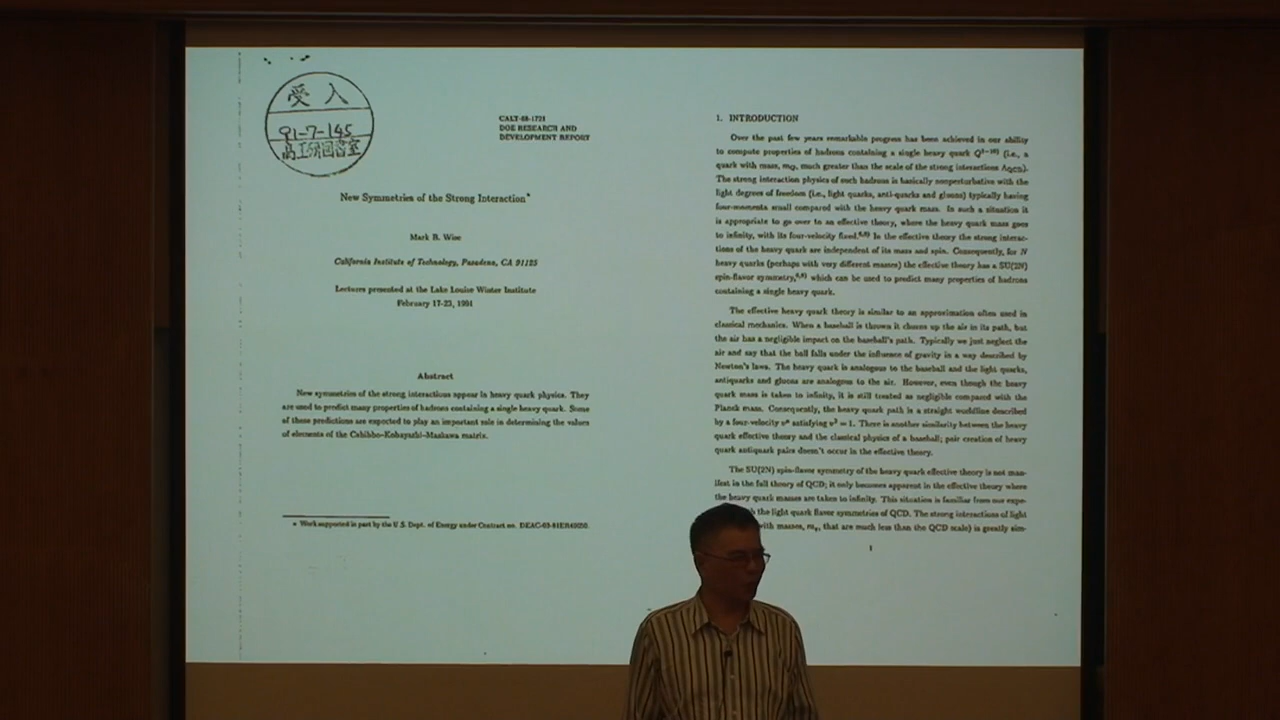 受入
91-7-145
高工研図書室
CALT-68-1721
DOE RESEARCH AND
DEVELOPMENT REPORT
New Symmetries of the Strong Interaction*
Mark B. Wise
California Institute of Technology, Pasadena, CA 91125
Lectures presented at the Lake Louise Winter Institute
February 17-23, 1991
Abstract
New symmetries of the strong interactions appear in heavy quark physics. They
are used to predict many properties of hadrons containing a single heavy quark. Some
of these predictions are expected to play an important role in determining the values
of elements of the Cabibbo-Kobayashi-Maskawa matrix.
* Work supported in part by the U.S. Dept. of Energy under Contract no. DEAC-03-81ER40050.
1. INTRODUCTION
Over the past few years remarkable progress has been achieved in our ability
to compute properties of hadrons containing a single heavy quark Q¹⁻¹⁰⁾ (i.e., a
quark with mass, mQ, much greater than the scale of the strong interactions ΛQCD).
The strong interaction physics of such hadrons is basically nonperturbative with the
light degrees of freedom (i.e., light quarks, anti-quarks and gluons) typically having
four-momenta small compared with the heavy quark mass. In such a situation it
is appropriate to go over to an effective theory, where the heavy quark mass goes
to infinity, with its four-velocity fixed. In the effective theory the strong interac-
tions of the heavy quark are independent of its mass and spin. Consequently, for N
heavy quarks (perhaps with very different masses) the effective theory has a SU(2N)
spin-flavor symmetry, which can be used to predict many properties of hadrons
containing a single heavy quark.
The effective heavy quark theory is similar to an approximation often used in
classical mechanics. When a baseball is thrown it churns up the air in its path, but
the air has a negligible impact on the baseball's path. Typically we just neglect the
air and say that the ball falls under the influence of gravity in a way described by
Newton's laws. The heavy quark is analogous to the baseball and the light quarks,
antiquarks and gluons are analogous to the air. However, even though the heavy
quark mass is taken to infinity, it is still treated as negligible compared with the
Planck mass. Consequently, the heavy quark path is a straight worldline described
by a four-velocity vᵘ satisfying v² = 1. There is another similarity between the heavy
quark effective theory and the classical physics of a baseball; pair creation of heavy
quark antiquark pairs doesn't occur in the effective theory.
The SU(2N) spin-flavor symmetry of the heavy quark effective theory is not man-
ifest in the full theory of QCD; it only becomes apparent in the effective theory where
the heavy quark masses are taken to infinity. This situation is familiar from our expe-
the light quark flavor symmetries of QCD. The strong interactions of light
with masses, mq, that are much less than the QCD scale) is greatly sim-
1